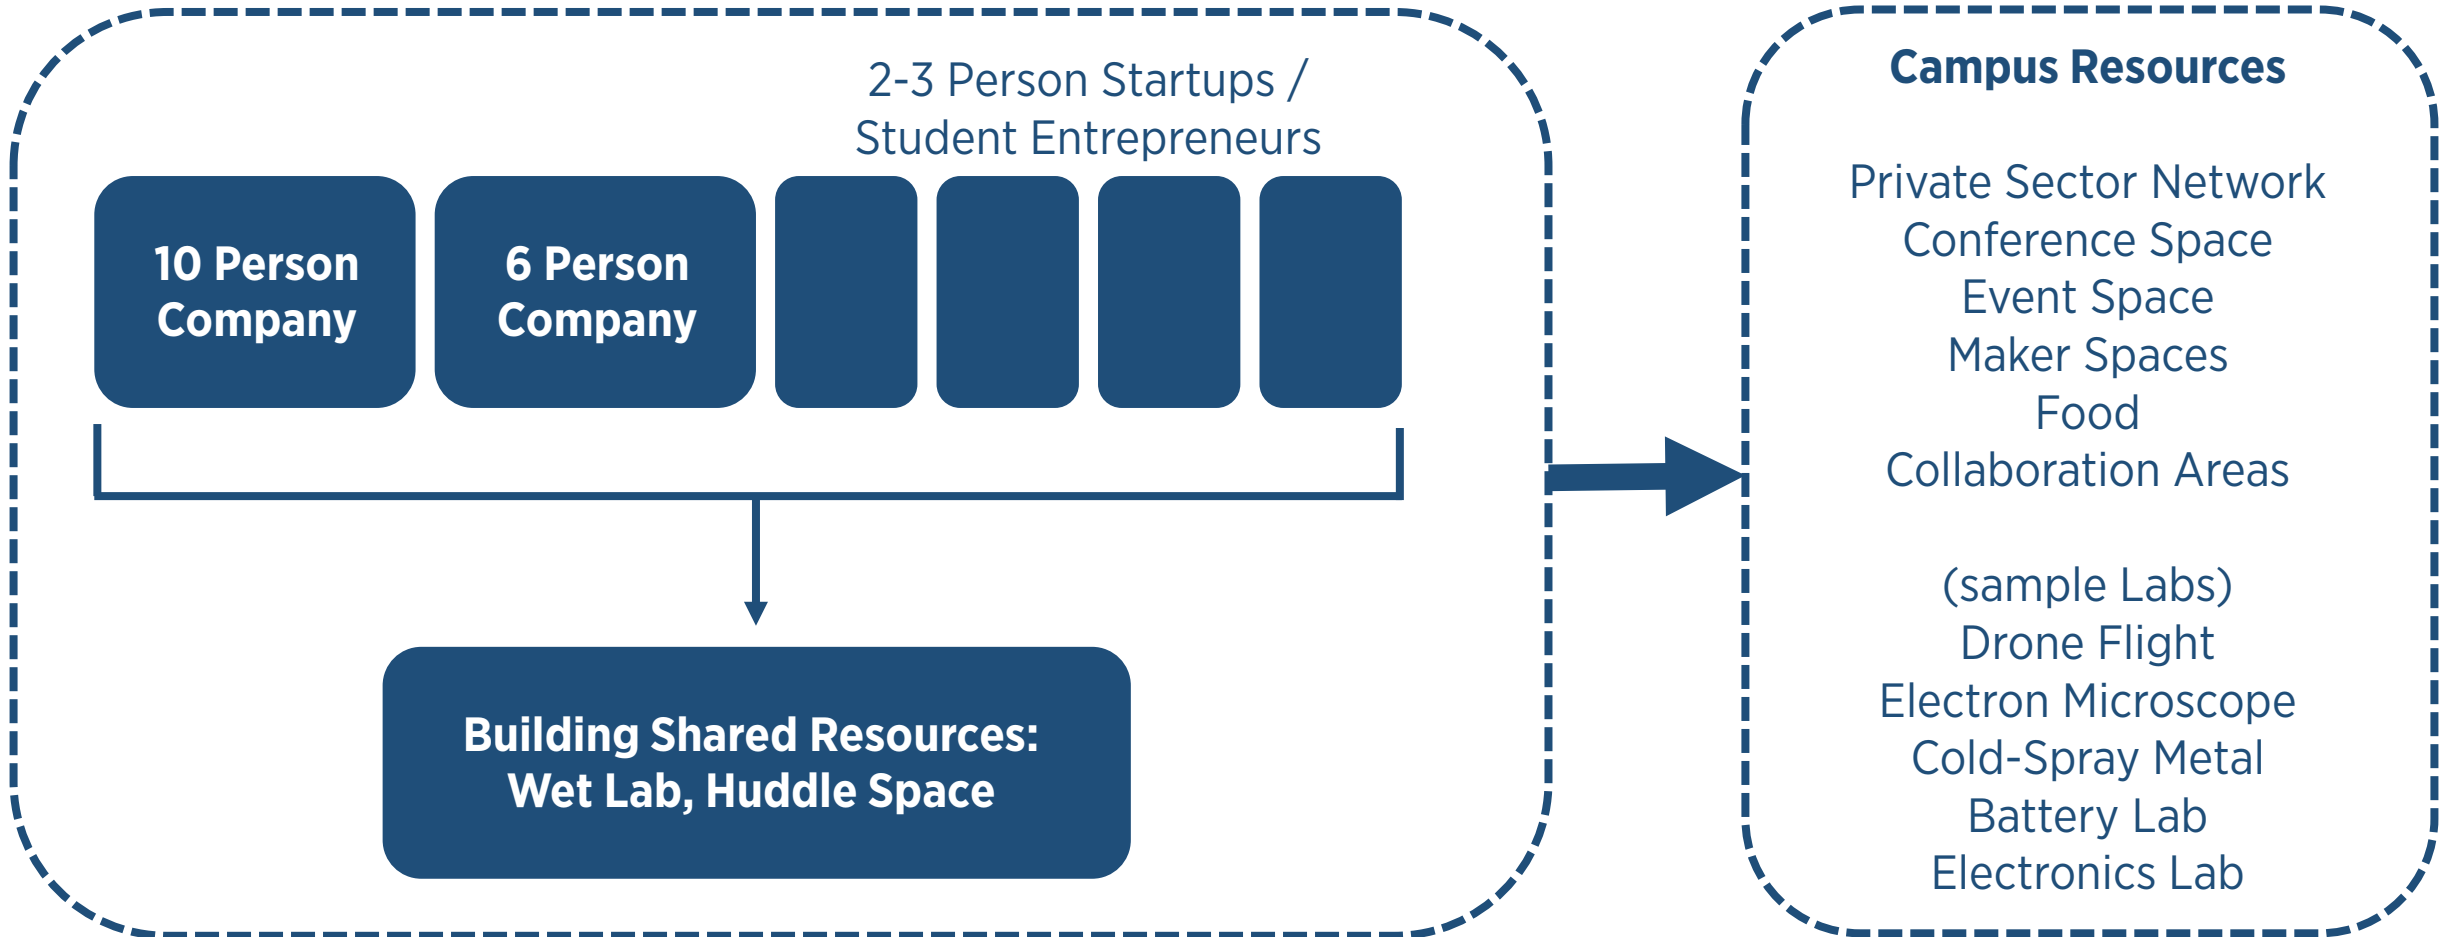 2-3 Person Startups /
Student Entrepreneurs
10 Person
Company
6 Person
Company
Building Shared Resources:
Wet Lab, Huddle Space
Campus Resources
Private Sector Network
Conference Space
Event Space
Maker Spaces
Food
Collaboration Areas
(sample Labs)
Drone Flight
Electron Microscope
Cold-Spray Metal
Battery Lab
Electronics Lab